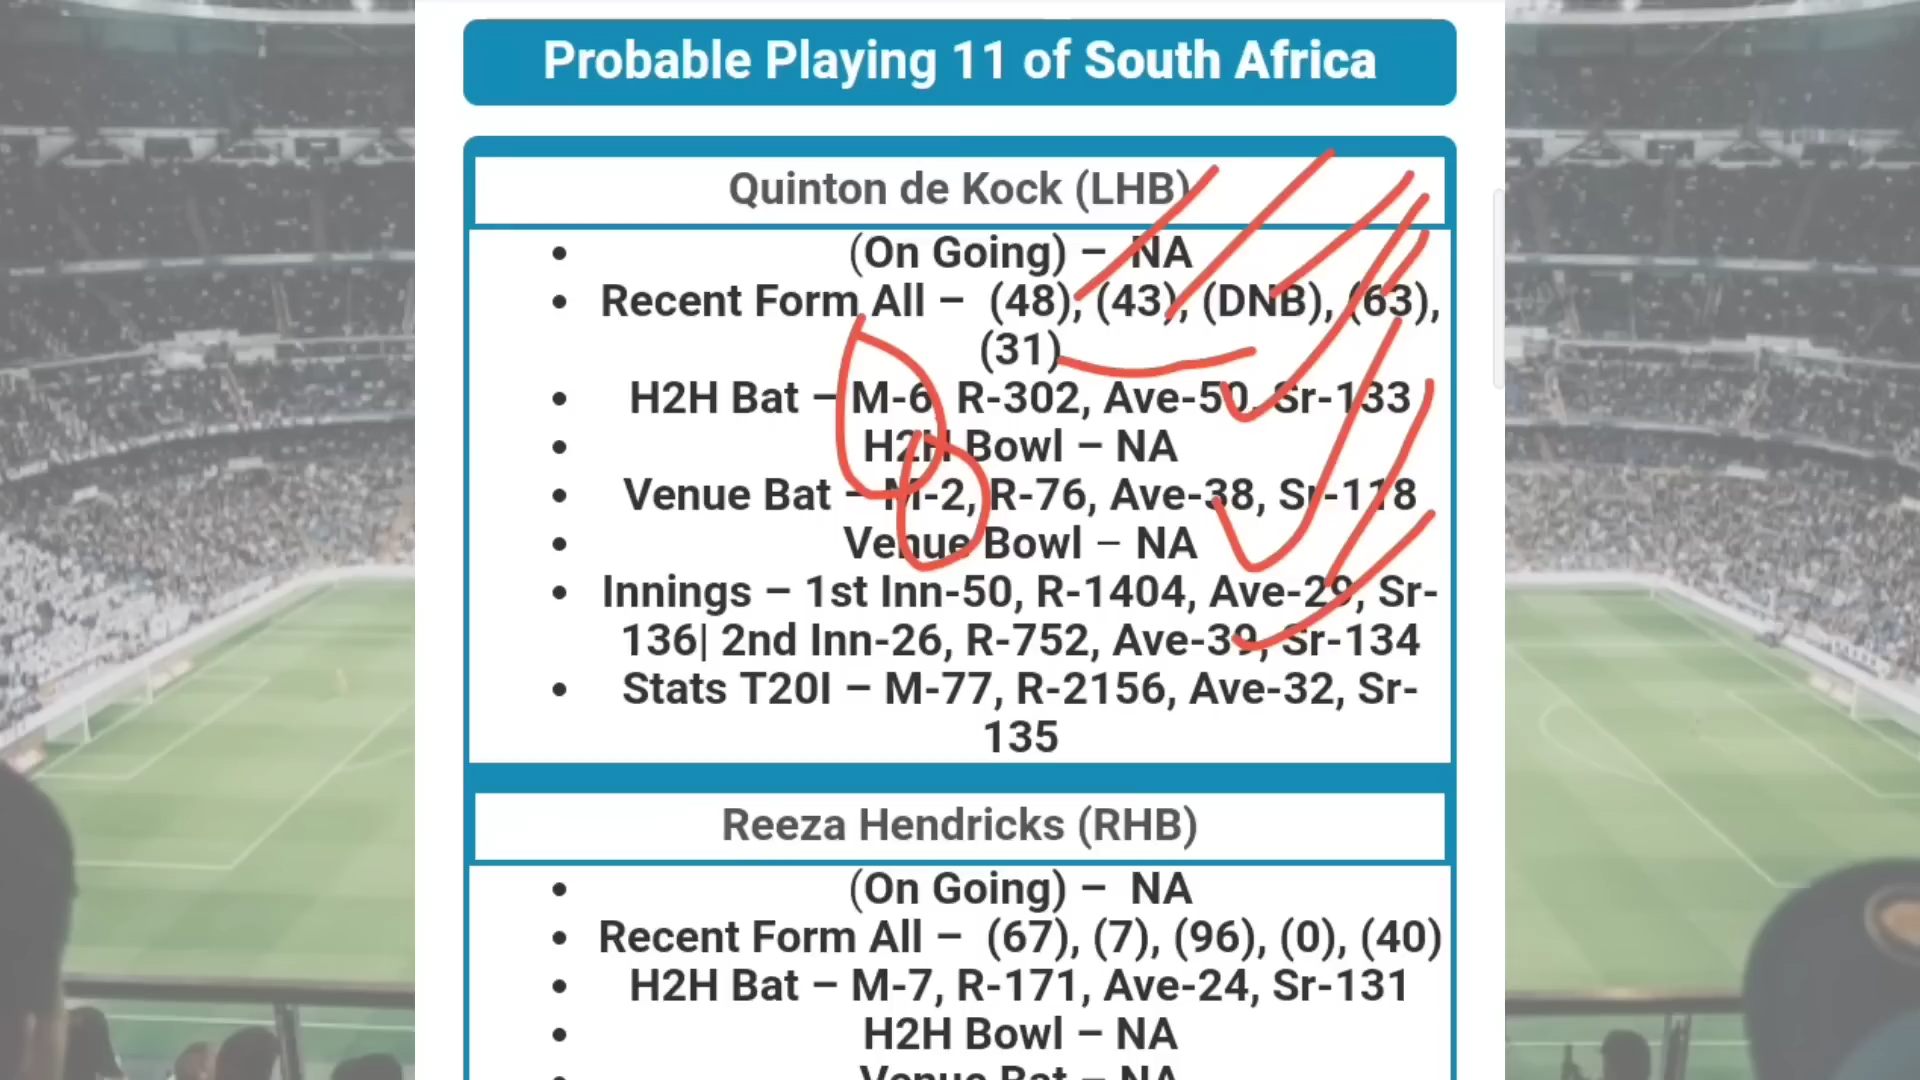 Probable Playing 11 of South Africa
Quinton de Kock (LHB)
• (On Going) – NA
• Recent Form All – (48), (43), (DNB), (63),
(31)
• H2H Bat – M-6, R-302, Ave-50, Sr-133
• H2H Bowl – NA
• Venue Bat – M-2, R-76, Ave-38, Sr-118
• Venue Bowl – NA
• Innings – 1st Inn-50, R-1404, Ave-29, Sr-
136| 2nd Inn-26, R-752, Ave-39, Sr-134
• Stats T20I – M-77, R-2156, Ave-32, Sr-
135
Reeza Hendricks (RHB)
• (On Going) – NA
• Recent Form All – (67), (7), (96), (0), (40)
• H2H Bat – M-7, R-171, Ave-24, Sr-131
• H2H Bowl – NA
• Venue Bat – NA